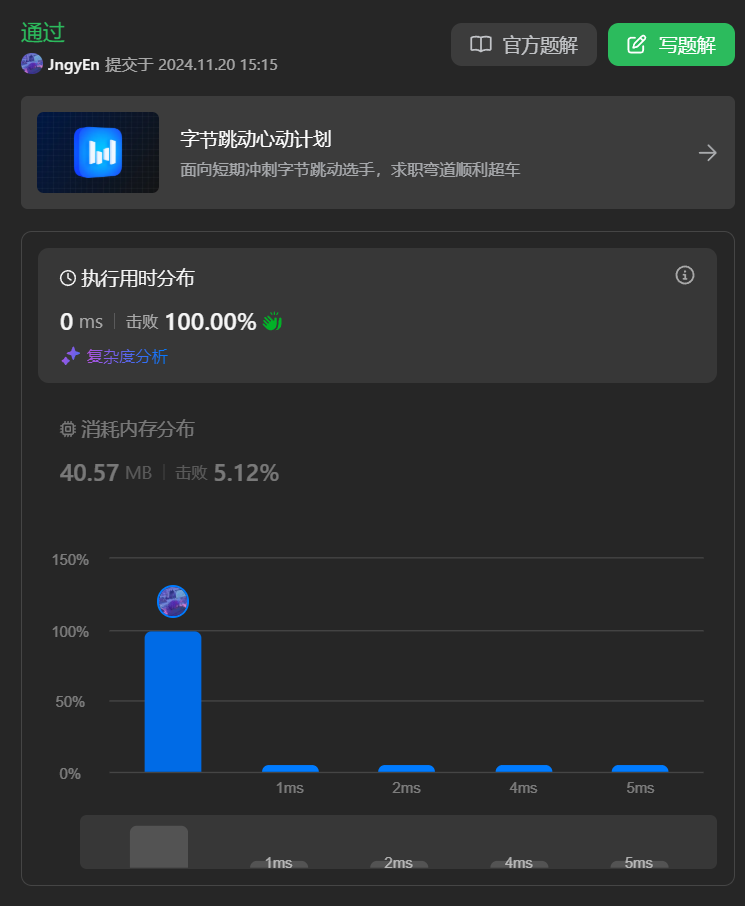 通过
官方题解
写题解
JngyEn 提交于 2024.11.20 15:15
字节跳动心动计划
面向短期冲刺字节跳动选手，求职弯道顺利超车
执行用时分布
0 ms 击败 100.00%
复杂度分析
消耗内存分布
40.57 MB 击败 5.12%
150%
100%
50%
0%
1ms 2ms 4ms 5ms
1ms 2ms 4ms 5ms